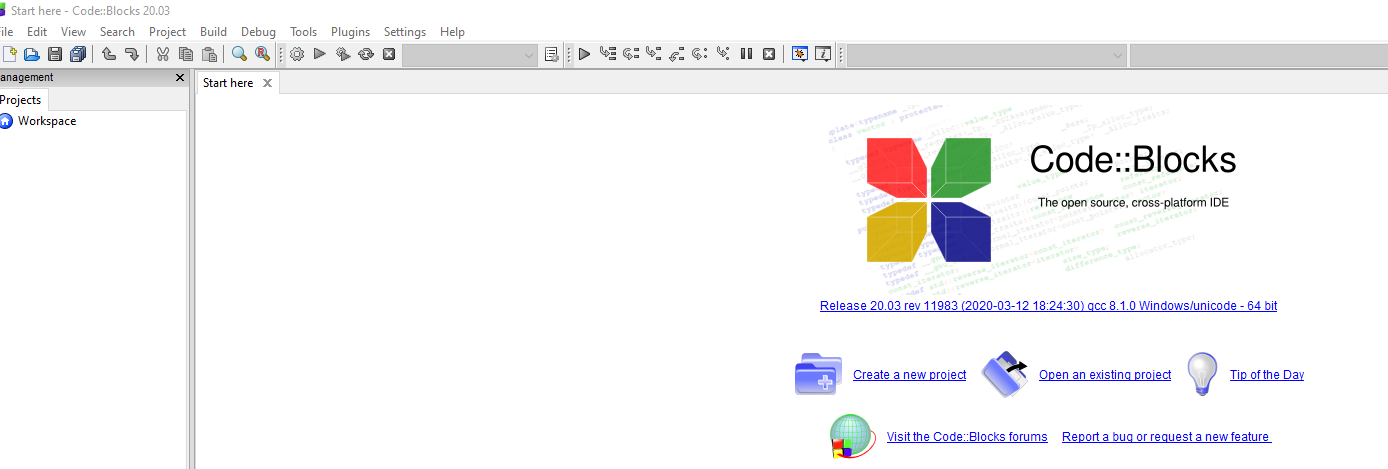 Start here - Code::Blocks 20.03
ile Edit View Search Project Build Debug Tools Plugins Settings Help
anagement
Start here
Projects
Workspace
Code::Blocks
The open source, cross-platform IDE
Release 20.03 rev 11983 (2020-03-12 18:24:30) gcc 8.1.0 Windows/unicode - 64 bit
Create a new project Open an existing project Tip of the Day
Visit the Code::Blocks forums Report a bug or request a new feature